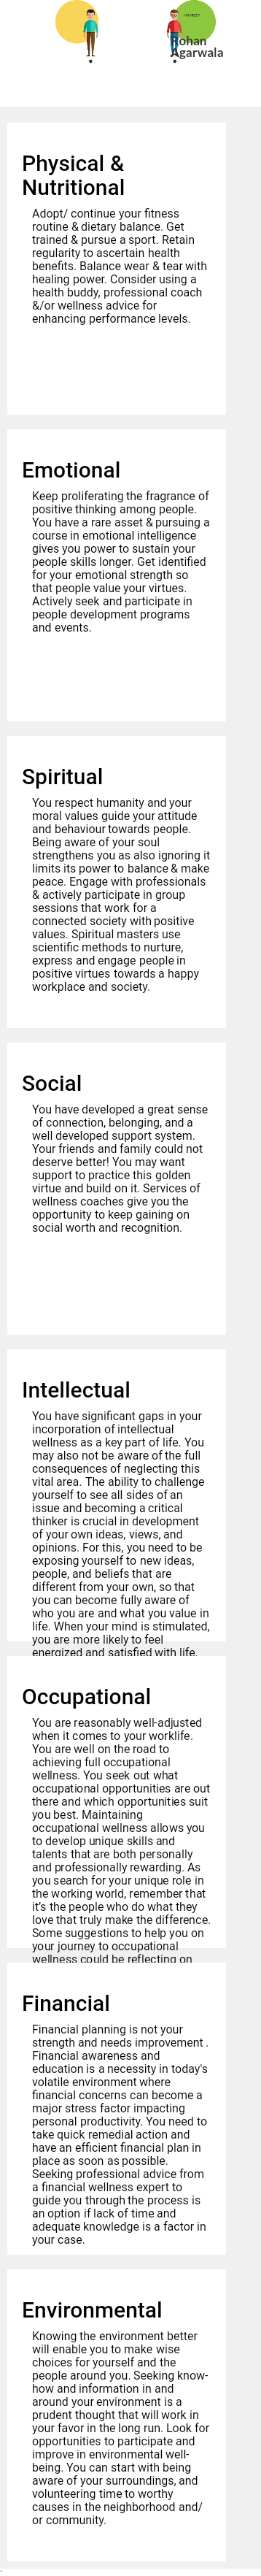 Rohan
Agarwala
Physical &
Nutritional
Adopt/ continue your fitness
routine & dietary balance. Get
trained & pursue a sport. Retain
regularity to ascertain health
benefits. Balance wear & tear with
healing power. Consider using a
health buddy, professional coach
&/or wellness advice for
enhancing performance levels.
Emotional
Keep proliferating the fragrance of
positive thinking among people.
You have a rare asset & pursuing a
course in emotional intelligence
gives you power to sustain your
people skills longer. Get identified
for your emotional strength so
that people value your virtues.
Actively seek and participate in
people development programs
and events.
Spiritual
You respect humanity and your
moral values guide your attitude
and behaviour towards people.
Being aware of your soul
strengthens you as also ignoring it
limits its power to balance & make
peace. Engage with professionals
& actively participate in group
sessions that work for a
connected society with positive
values. Spiritual masters use
scientific methods to nurture,
express and engage people in
positive virtues towards a happy
workplace and society.
Social
You have developed a great sense
of connection, belonging, and a
well developed support system.
Your friends and family could not
deserve better! You may want
support to practice this golden
virtue and build on it. Services of
wellness coaches give you the
opportunity to keep gaining on
social worth and recognition.
Intellectual
You have significant gaps in your
incorporation of intellectual
wellness as a key part of life. You
may also not be aware of the full
consequences of neglecting this
vital area. The ability to challenge
yourself to see all sides of an
issue and becoming a critical
thinker is crucial in development
of your own ideas, views, and
opinions. For this, you need to be
exposing yourself to new ideas,
people, and beliefs that are
different from your own, so that
you can become fully aware of
who you are and what you value in
life. When your mind is stimulated,
you are more likely to feel
energized and satisfied with life.
Occupational
You are reasonably well-adjusted
when it comes to your worklife.
You are well on the road to
achieving full occupational
wellness. You seek out what
occupational opportunities are out
there and which opportunities suit
you best. Maintaining
occupational wellness allows you
to develop unique skills and
talents that are both personally
and professionally rewarding. As
you search for your unique role in
the working world, remember that
it's the people who do what they
love that truly make the difference.
Some suggestions to help you on
your journey to occupational
wellness could be reflecting on
Financial
Financial planning is not your
strength and needs improvement .
Financial awareness and
education is a necessity in today's
volatile environment where
financial concerns can become a
major stress factor impacting
personal productivity. You need to
take quick remedial action and
have an efficient financial plan in
place as soon as possible.
Seeking professional advice from
a financial wellness expert to
guide you through the process is
an option if lack of time and
adequate knowledge is a factor in
your case.
Environmental
Knowing the environment better
will enable you to make wise
choices for yourself and the
people around you. Seeking know-
how and information in and
around your environment is a
prudent thought that will work in
your favor in the long run. Look for
opportunities to participate and
improve in environmental well-
being. You can start with being
aware of your surroundings, and
volunteering time to worthy
causes in the neighborhood and/
or community.